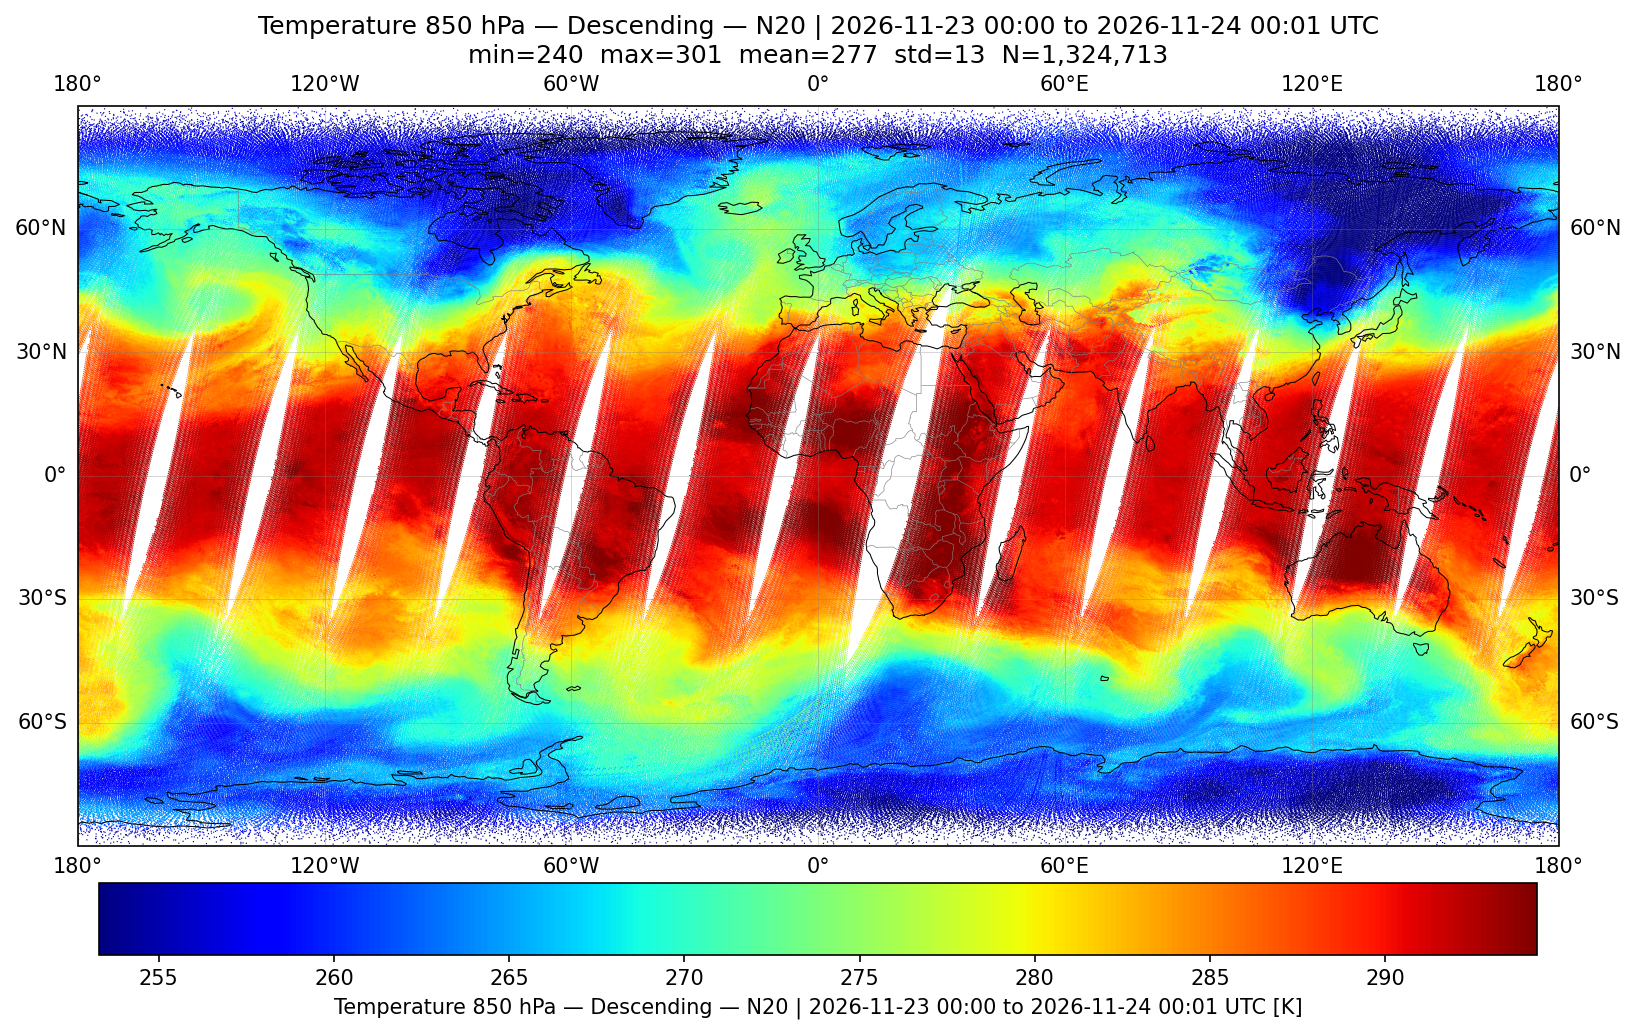 Temperature 850 hPa — Descending — N20 | 2026-11-23 00:00 to 2026-11-24 00:01 UTC
min=240 max=301 mean=277 std=13 N=1,324,713
180° 120°W 60°W 0° 60°E 120°E 180°
60°N 60°N
30°N 30°N
0° 0°
30°S 30°S
60°S 60°S
180° 120°W 60°W 0° 60°E 120°E 180°
255 260 265 270 275 280 285 290
Temperature 850 hPa — Descending — N20 | 2026-11-23 00:00 to 2026-11-24 00:01 UTC [K]